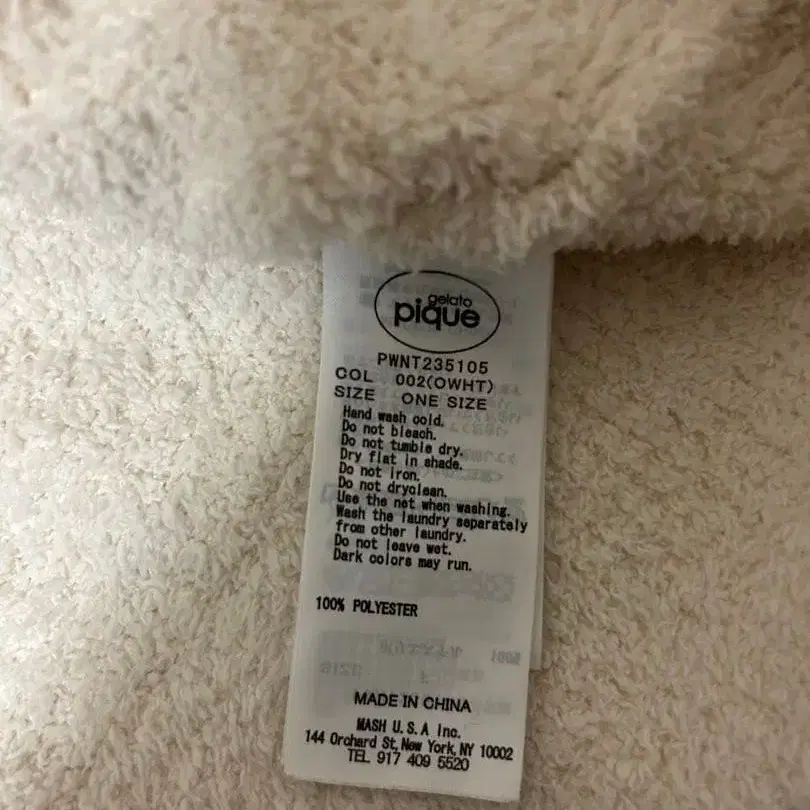 gelato
pique
PWNT235105
COL 002(OWHT)
SIZE ONE SIZE
Hand wash cold.
Do not bleach.
Do not tumble dry.
Dry flat in shade.
Do not iron.
Do not dryclean.
Use the net when washing.
Wash the laundry separately
from other laundry.
Do not leave wet.
Dark colors may run.
100% POLYESTER
MADE IN CHINA
MASH U.S.A Inc.
144 Orchard St, New York, NY 10002
TEL 917 409 5520